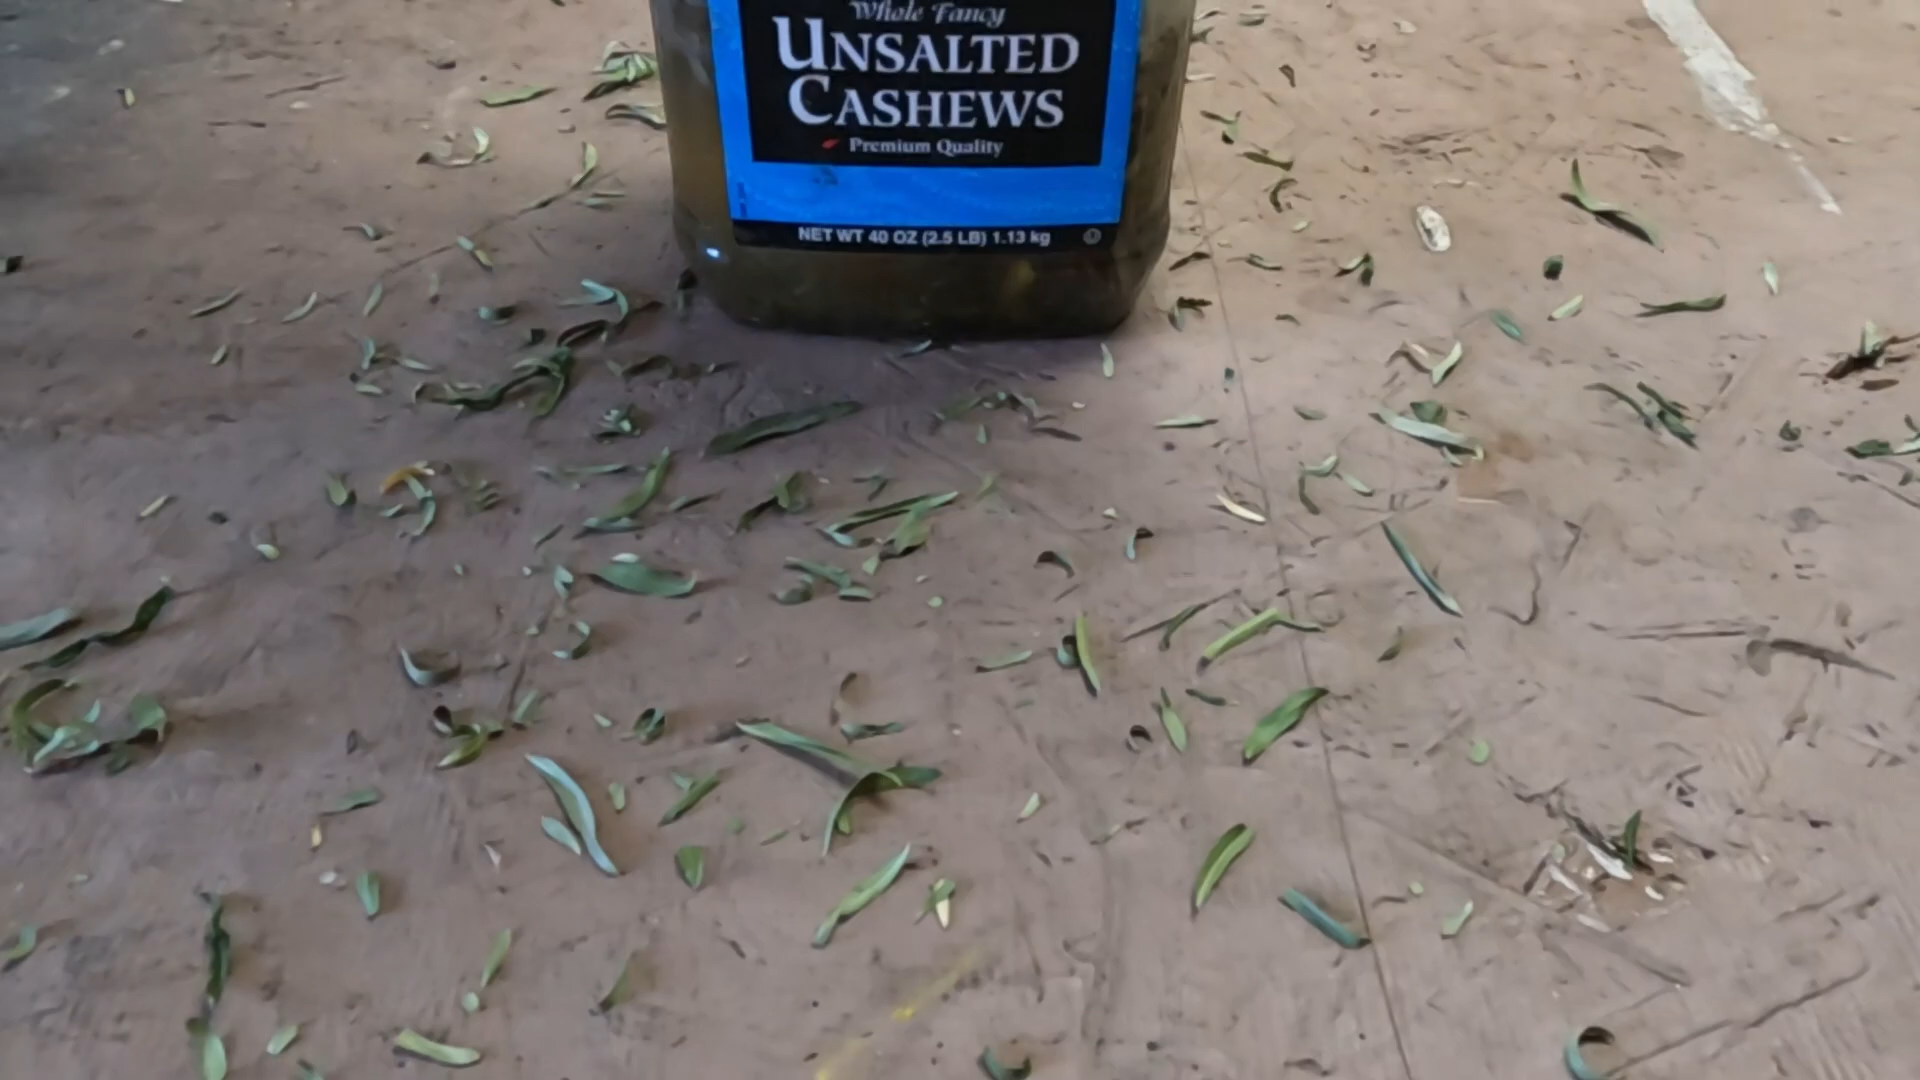 Whole Fancy
UNSALTED
CASHEWS
Premium Quality
NET WT 40 OZ (2.5 LB) 1.13 kg